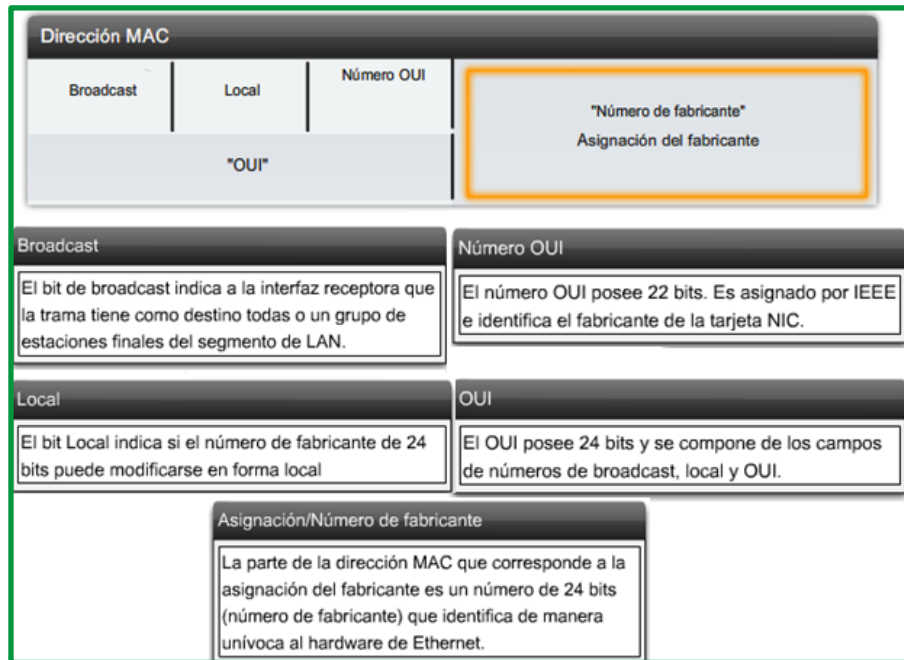 Dirección MAC
Broadcast
Local
Número OUI
"OUI"
"Número de fabricante"
Asignación del fabricante
Broadcast
El bit de broadcast indica a la interfaz receptora que
la trama tiene como destino todas o un grupo de
estaciones finales del segmento de LAN.
Número OUI
El número OUI posee 22 bits. Es asignado por IEEE
e identifica el fabricante de la tarjeta NIC.
Local
El bit Local indica si el número de fabricante de 24
bits puede modificarse en forma local
OUI
El OUI posee 24 bits y se compone de los campos
de números de broadcast, local y OUI.
Asignación/Número de fabricante
La parte de la dirección MAC que corresponde a la
asignación del fabricante es un número de 24 bits
(número de fabricante) que identifica de manera
unívoca al hardware de Ethernet.